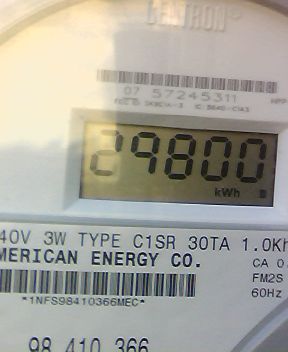 CENTRON®
07 57245311
29800
kWh
40V 3W TYPE C1SR 30TA 1.0Kh
MERICAN ENERGY CO.
CA 0.
FM2S
60Hz
*1NFS98410366MEC*
98 410 366